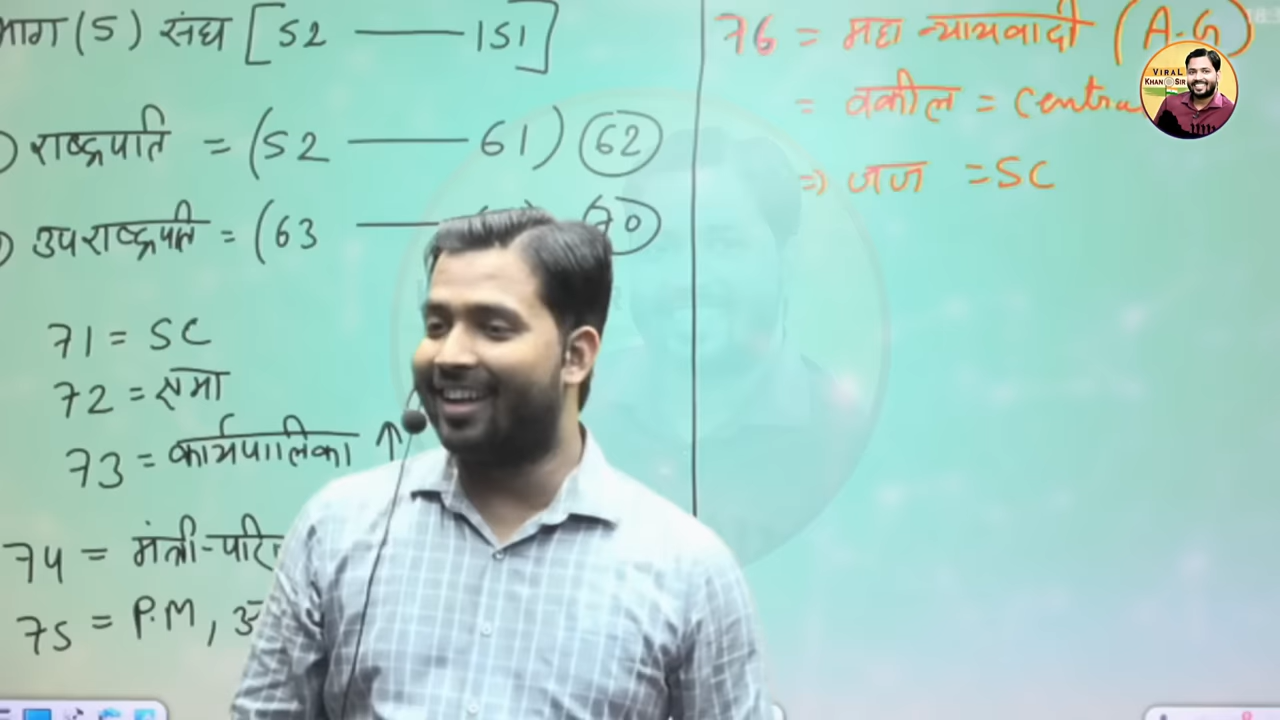 भाग (5) संघ [52 —— 151]
राष्ट्रपति = (52 —— 61) 62
उपराष्ट्रपति = (63 —— 70
71 = SC
72 = क्षमा
73 = कार्यपालिका ↑
74 = मंत्री-परि
75 = P.M,
76 = महान्यायवादी (A.G)
= वकील = Centra
⇒ जज = SC
VIRAL
KHAN SIR